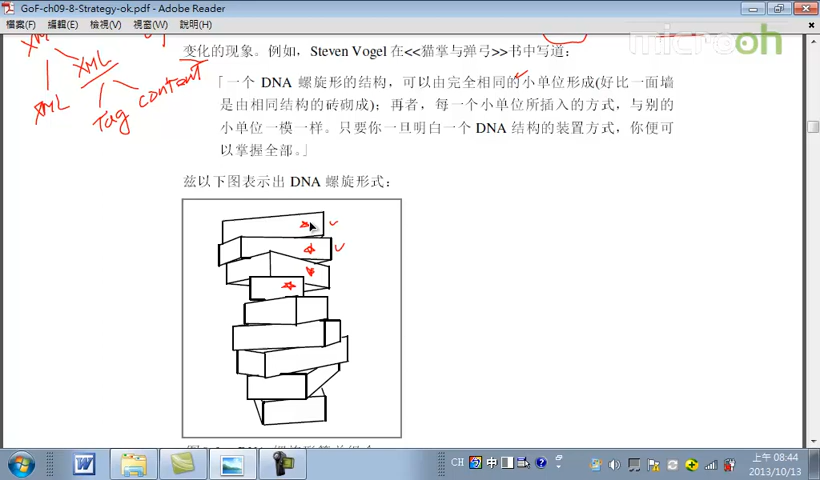 GoF-ch09-8-Strategy-ok.pdf - Adobe Reader
檔案(F) 編輯(E) 檢視(V) 視窗(W) 說明(H)
microoh
变化的现象。例如，Steven Vogel 在<<猫掌与弹弓>>书中写道：
XML
XML
Tag
content
「一个 DNA 螺旋形的结构，可以由完全相同的小单位形成(好比一面墙
是由相同结构的砖砌成)；再者，每一个小单位所插入的方式，与别的
小单位一模一样。只要你一旦明白一个 DNA 结构的装置方式，你便可
以掌握全部。」
兹以下图表示出 DNA 螺旋形式：
CH 中
上午 08:44
2013/10/13